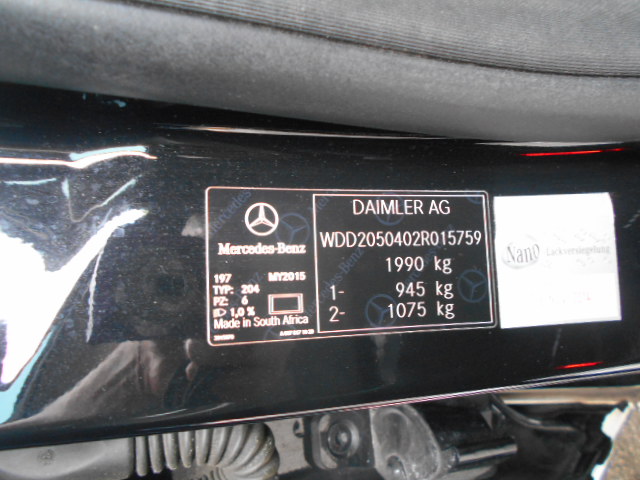 Mercedes-Benz
197 MY2015
TYP: 204
PZ: 6
1,0%
Made in South Africa
DAIMLER AG
WDD2050402R015759
1990 kg
1- 945 kg
2- 1075 kg
Nano
Lackversiegelung